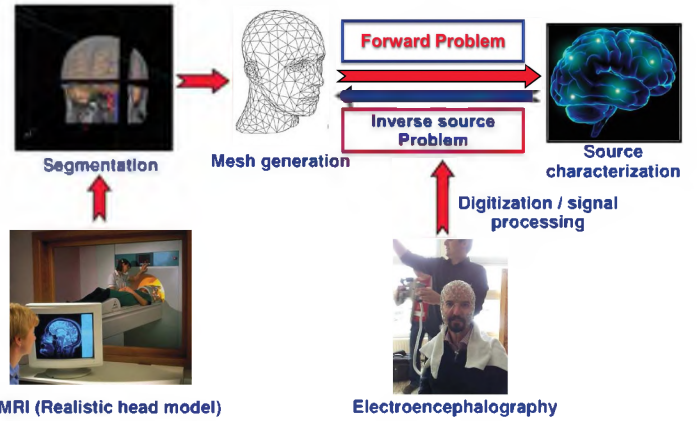 Forward Problem
Inverse source
Problem
Segmentation
Mesh generation
Source
characterization
Digitization / signal
processing
MRI (Realistic head model)
Electroencephalography